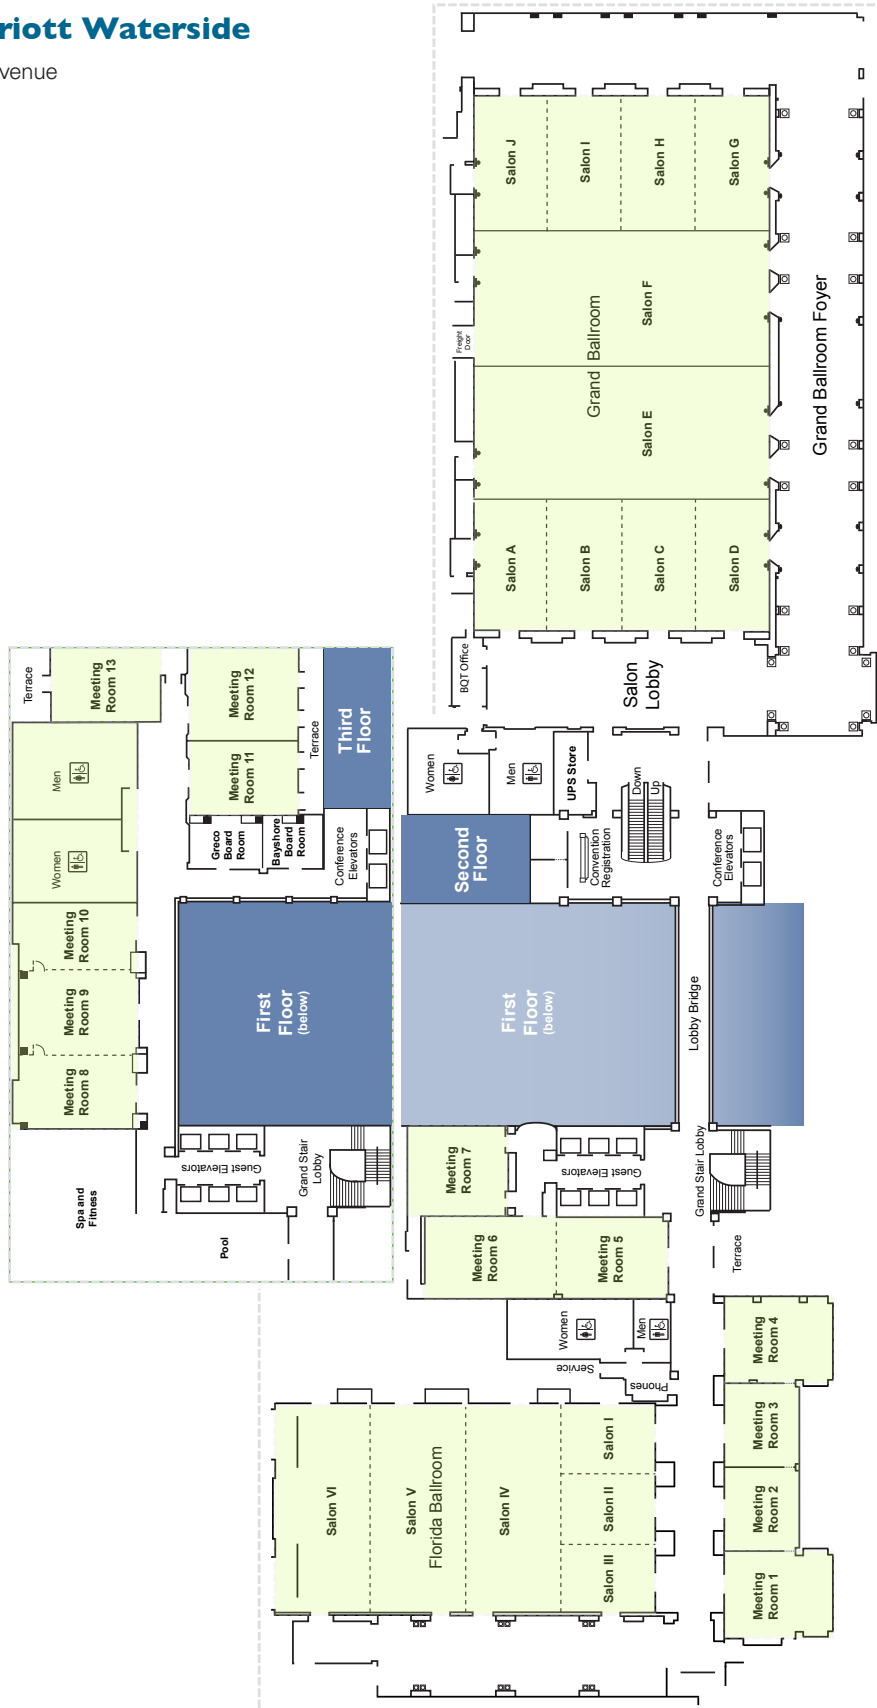 riott Waterside
venue
Salon J
Salon I
Salon H
Salon G
Salon F
Grand Ballroom
Freight
Door
Salon E
Grand Ballroom Foyer
Salon A
Salon B
Salon C
Salon D
BQT Office
Salon
Lobby
Terrace
Meeting
Room 13
Meeting
Room 12
Meeting
Room 11
Terrace
Third
Floor
Men
Women
Greco
Board
Room
Bayshore
Board
Room
Conference
Elevators
Women
Men
UPS Store
Down
Up
Second
Floor
Convention
Registration
Conference
Elevators
Meeting
Room 10
Meeting
Room 9
Meeting
Room 8
First
Floor
(below)
First
Floor
(below)
Lobby Bridge
Guest Elevators
Grand Stair
Lobby
Spa and
Fitness
Pool
Meeting
Room 7
Guest Elevators
Grand Stair Lobby
Meeting
Room 6
Meeting
Room 5
Terrace
Women
Men
Service
Phones
Meeting
Room 4
Meeting
Room 3
Meeting
Room 2
Meeting
Room 1
Salon VI
Salon V
Florida Ballroom
Salon IV
Salon I
Salon II
Salon III